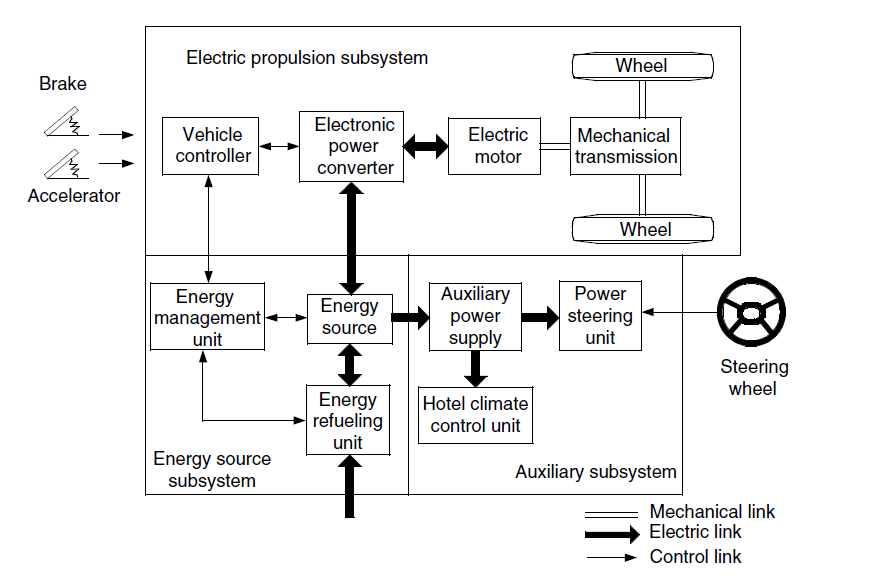 Electric propulsion subsystem
Wheel
Brake
Vehicle
controller
Electronic
power
converter
Electric
motor
Mechanical
transmission
Accelerator
Wheel
Energy
management
unit
Energy
source
Auxiliary
power
supply
Power
steering
unit
Steering
wheel
Energy
refueling
unit
Hotel climate
control unit
Energy source
subsystem
Auxiliary subsystem
Mechanical link
Electric link
Control link